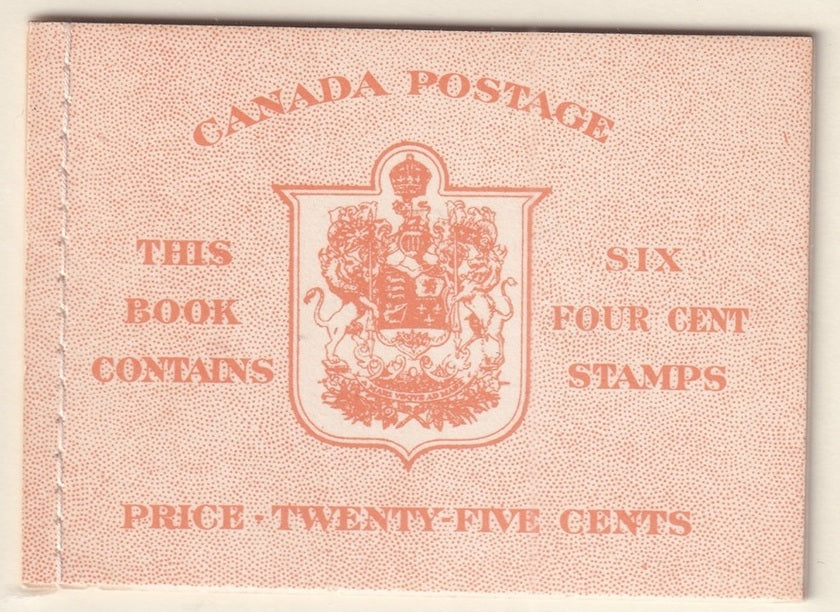 CANADA POSTAGE
THIS
BOOK
CONTAINS
SIX
FOUR CENT
STAMPS
PRICE · TWENTY-FIVE CENTS